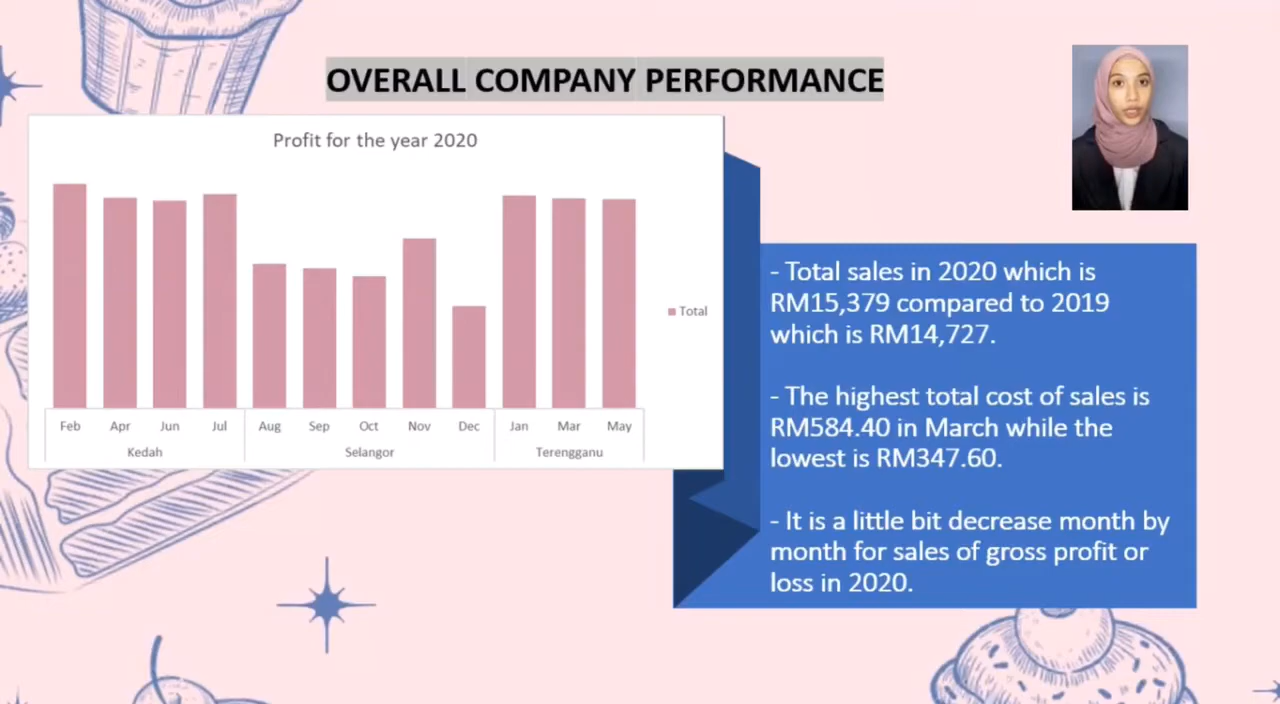 OVERALL COMPANY PERFORMANCE
Profit for the year 2020
Total
Feb Apr Jun Jul Aug Sep Oct Nov Dec Jan Mar May
Kedah Selangor Terengganu
- Total sales in 2020 which is
RM15,379 compared to 2019
which is RM14,727.
- The highest total cost of sales is
RM584.40 in March while the
lowest is RM347.60.
- It is a little bit decrease month by
month for sales of gross profit or
loss in 2020.